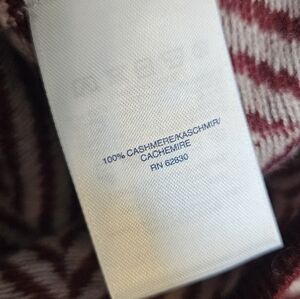 100% CASHMERE/KASCHMIR/
CACHEMIRE
RN 62830